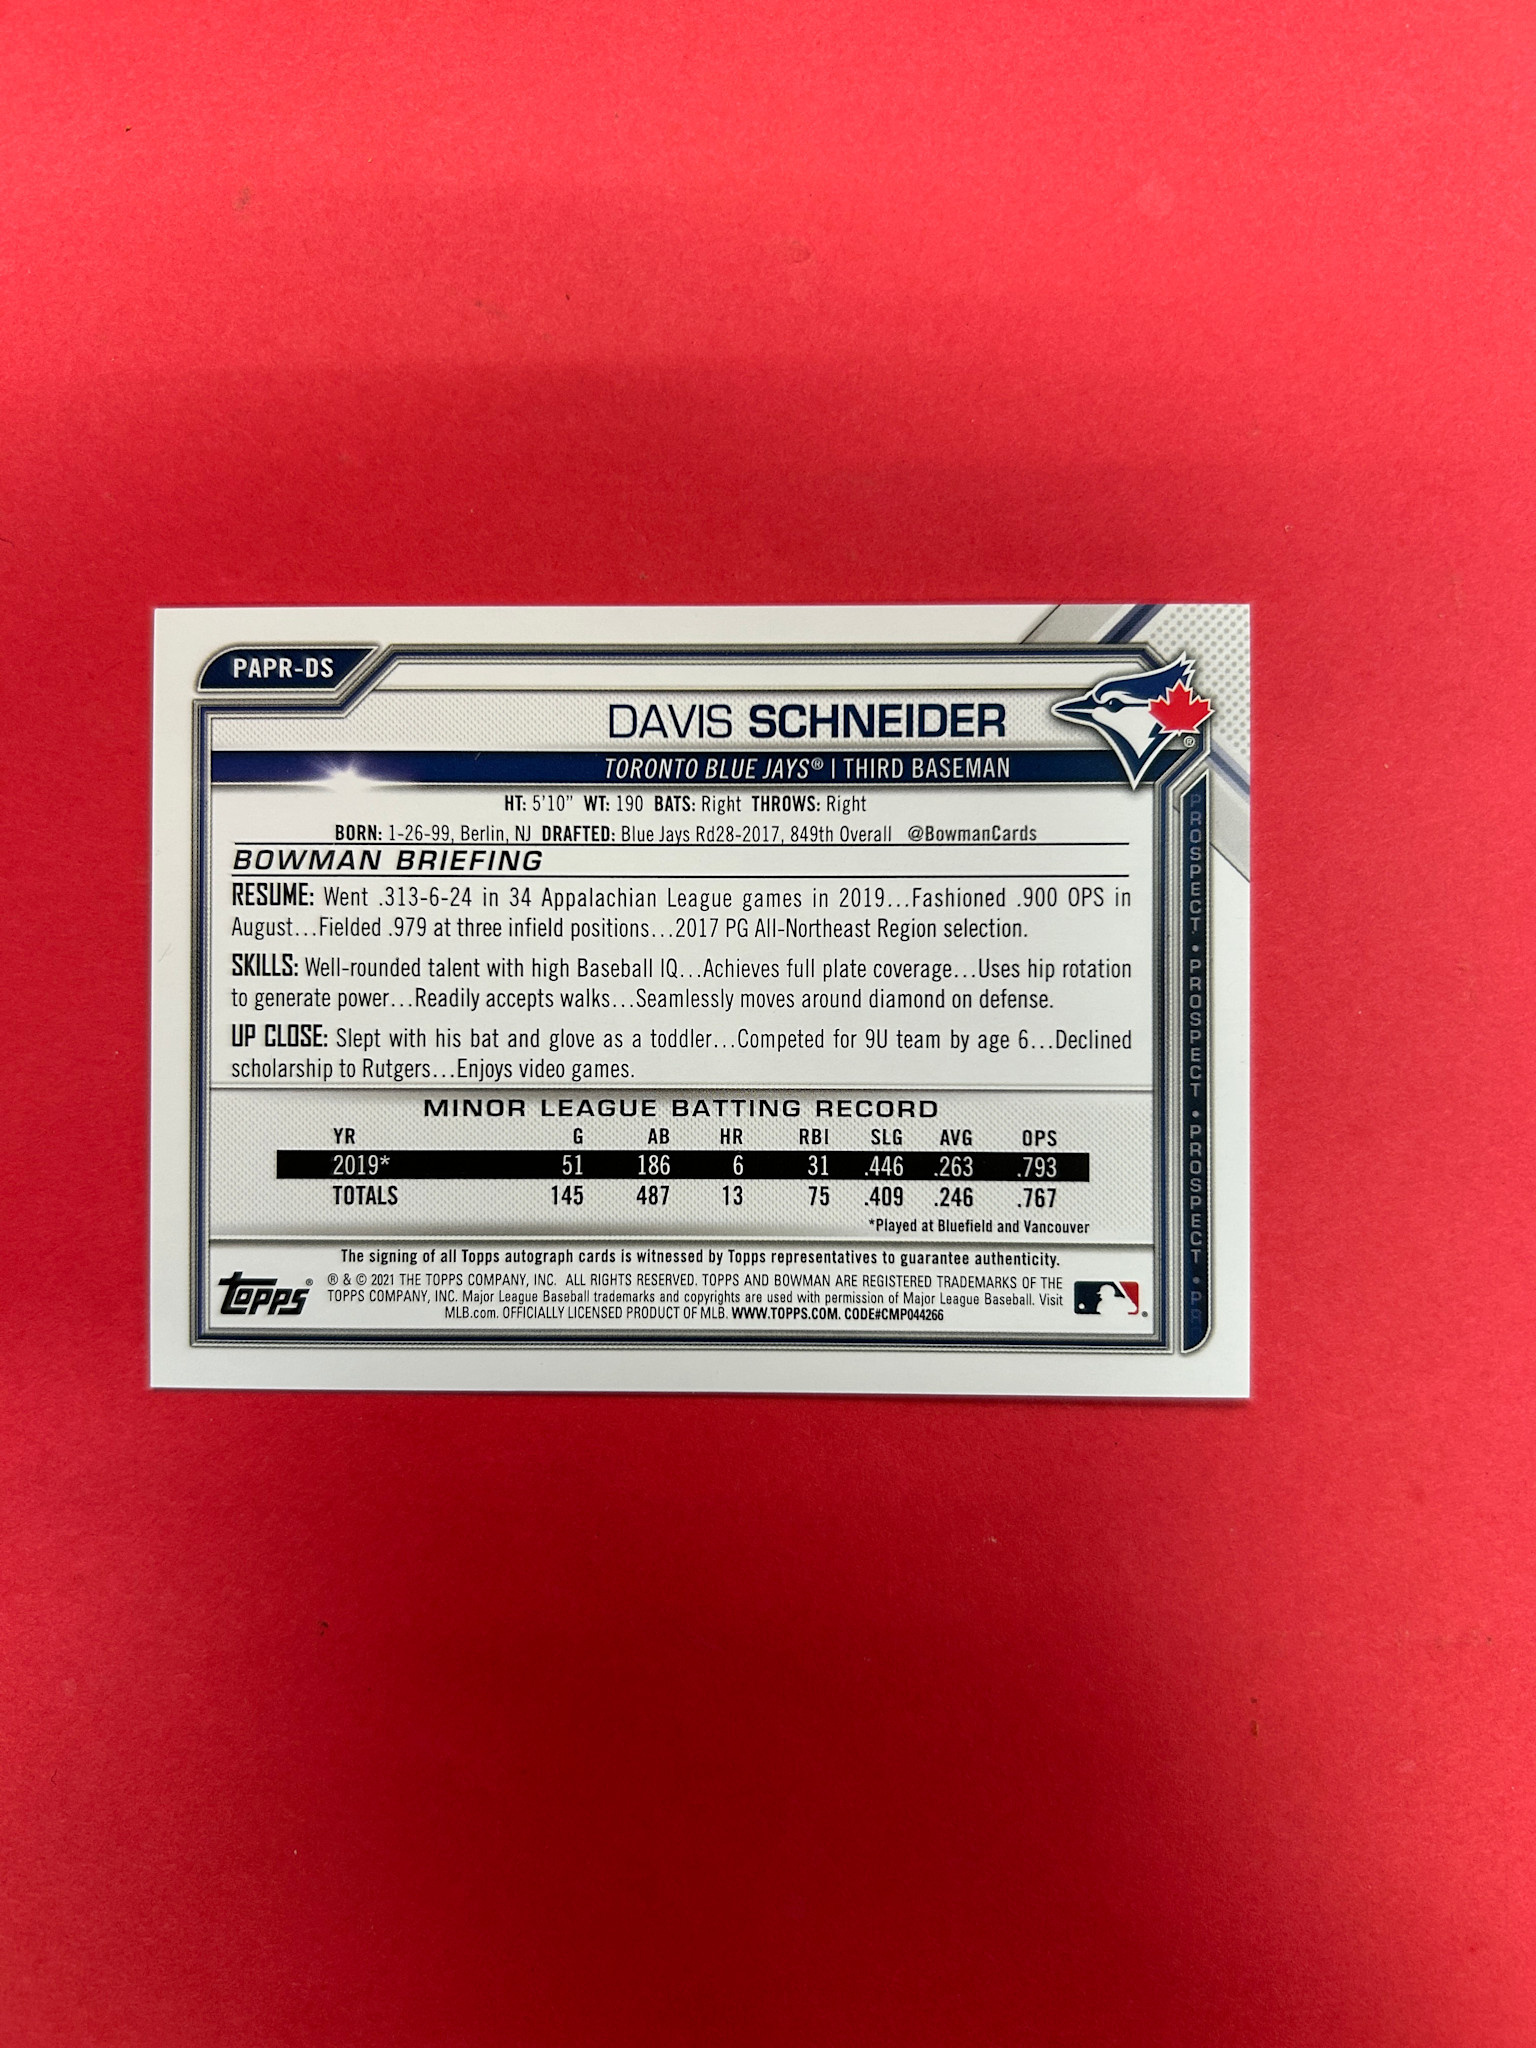 PAPR-DS
DAVIS SCHNEIDER
TORONTO BLUE JAYS® | THIRD BASEMAN
HT: 5'10" WT: 190 BATS: Right THROWS: Right
BORN: 1-26-99, Berlin, NJ DRAFTED: Blue Jays Rd28-2017, 849th Overall @BowmanCards
BOWMAN BRIEFING
RESUME: Went .313-6-24 in 34 Appalachian League games in 2019...Fashioned .900 OPS in
August...Fielded .979 at three infield positions...2017 PG All-Northeast Region selection.
SKILLS: Well-rounded talent with high Baseball IQ...Achieves full plate coverage...Uses hip rotation
to generate power...Readily accepts walks...Seamlessly moves around diamond on defense.
UP CLOSE: Slept with his bat and glove as a toddler...Competed for 9U team by age 6...Declined
scholarship to Rutgers...Enjoys video games.
MINOR LEAGUE BATTING RECORD
YR G AB HR RBI SLG AVG OPS
2019* 51 186 6 31 .446 .263 .793
TOTALS 145 487 13 75 .409 .246 .767
*Played at Bluefield and Vancouver
The signing of all Topps autograph cards is witnessed by Topps representatives to guarantee authenticity.
topps®
® & © 2021 THE TOPPS COMPANY, INC. ALL RIGHTS RESERVED. TOPPS AND BOWMAN ARE REGISTERED TRADEMARKS OF THE
TOPPS COMPANY, INC. Major League Baseball trademarks and copyrights are used with permission of Major League Baseball. Visit
MLB.com. OFFICIALLY LICENSED PRODUCT OF MLB. WWW.TOPPS.COM. CODE#CMP044266
PROSPECT • PROSPECT • PROSPECT • PR